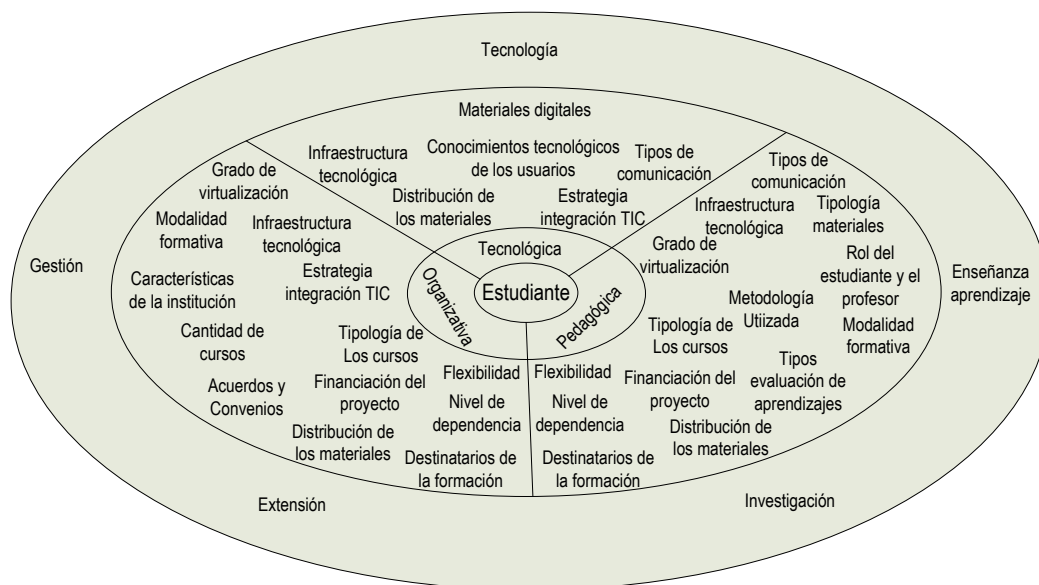 Tecnología
Materiales digitales
Infraestructura
tecnológica
Conocimientos tecnológicos
de los usuarios
Tipos de
comunicación
Distribución de
los materiales
Estrategia
integración TIC
Tecnológica
Grado de
virtualización
Modalidad
formativa
Infraestructura
tecnológica
Gestión
Características
de la institución
Estrategia
integración TIC
Organizativa
Estudiante
Pedagógica
Cantidad de
cursos
Tipología de
Los cursos
Acuerdos y
Convenios
Financiación del
proyecto
Flexibilidad
Nivel de
dependencia
Distribución de
los materiales
Destinatarios de
la formación
Tipos de
comunicación
Infraestructura
tecnológica
Tipología
materiales
Grado de
virtualización
Rol del
estudiante y el
profesor
Enseñanza
aprendizaje
Metodología
Utiizada
Modalidad
formativa
Tipología de
Los cursos
Tipos
evaluación de
aprendizajes
Flexibilidad
Financiación del
proyecto
Nivel de
dependencia
Distribución de
los materiales
Destinatarios de
la formación
Extensión
Investigación